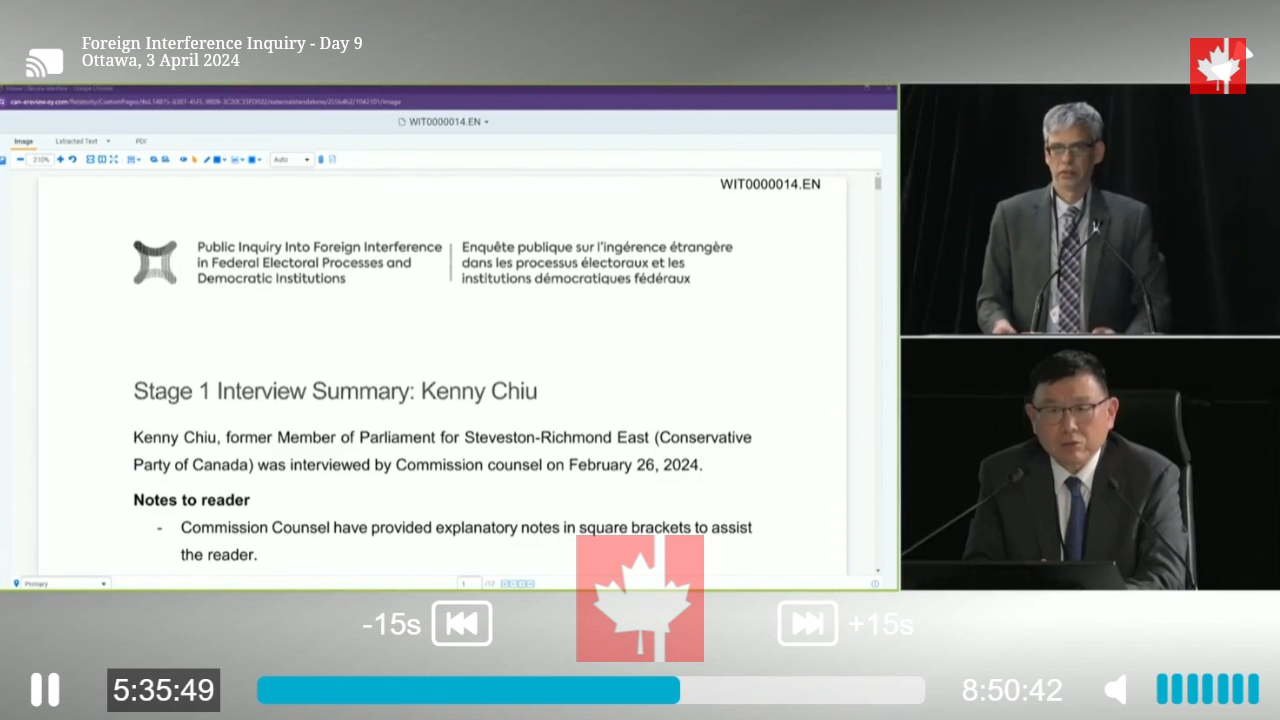 Foreign Interference Inquiry - Day 9
Ottawa, 3 April 2024
WIT0000014.EN
Image
Extracted Text
PDF
210%
Auto
WIT0000014.EN
Public Inquiry Into Foreign Interference
in Federal Electoral Processes and
Democratic Institutions
Enquête publique sur l'ingérence étrangère
dans les processus électoraux et les
institutions démocratiques fédéraux
Stage 1 Interview Summary: Kenny Chiu
Kenny Chiu, former Member of Parliament for Steveston-Richmond East (Conservative
Party of Canada) was interviewed by Commission counsel on February 26, 2024.
Notes to reader
- Commission Counsel have provided explanatory notes in square brackets to assist
the reader.
Primary
1 /12
-15s
+15s
5:35:49
8:50:42